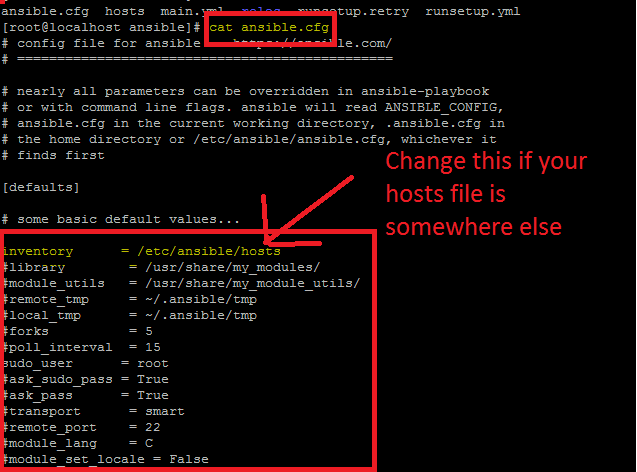 ansible.cfg hosts main.yml roles runsetup.retry runsetup.yml
[root@localhost ansible]# cat ansible.cfg
# config file for ansible -- https://ansible.com/
# ===============================================

# nearly all parameters can be overridden in ansible-playbook
# or with command line flags. ansible will read ANSIBLE_CONFIG,
# ansible.cfg in the current working directory, .ansible.cfg in
# the home directory or /etc/ansible/ansible.cfg, whichever it
# finds first

Change this if your
hosts file is
somewhere else

[defaults]

# some basic default values...

inventory      = /etc/ansible/hosts
#library        = /usr/share/my_modules/
#module_utils   = /usr/share/my_module_utils/
#remote_tmp     = ~/.ansible/tmp
#local_tmp      = ~/.ansible/tmp
#forks          = 5
#poll_interval  = 15
sudo_user      = root
#ask_sudo_pass = True
#ask_pass      = True
#transport      = smart
#remote_port    = 22
#module_lang    = C
#module_set_locale = False